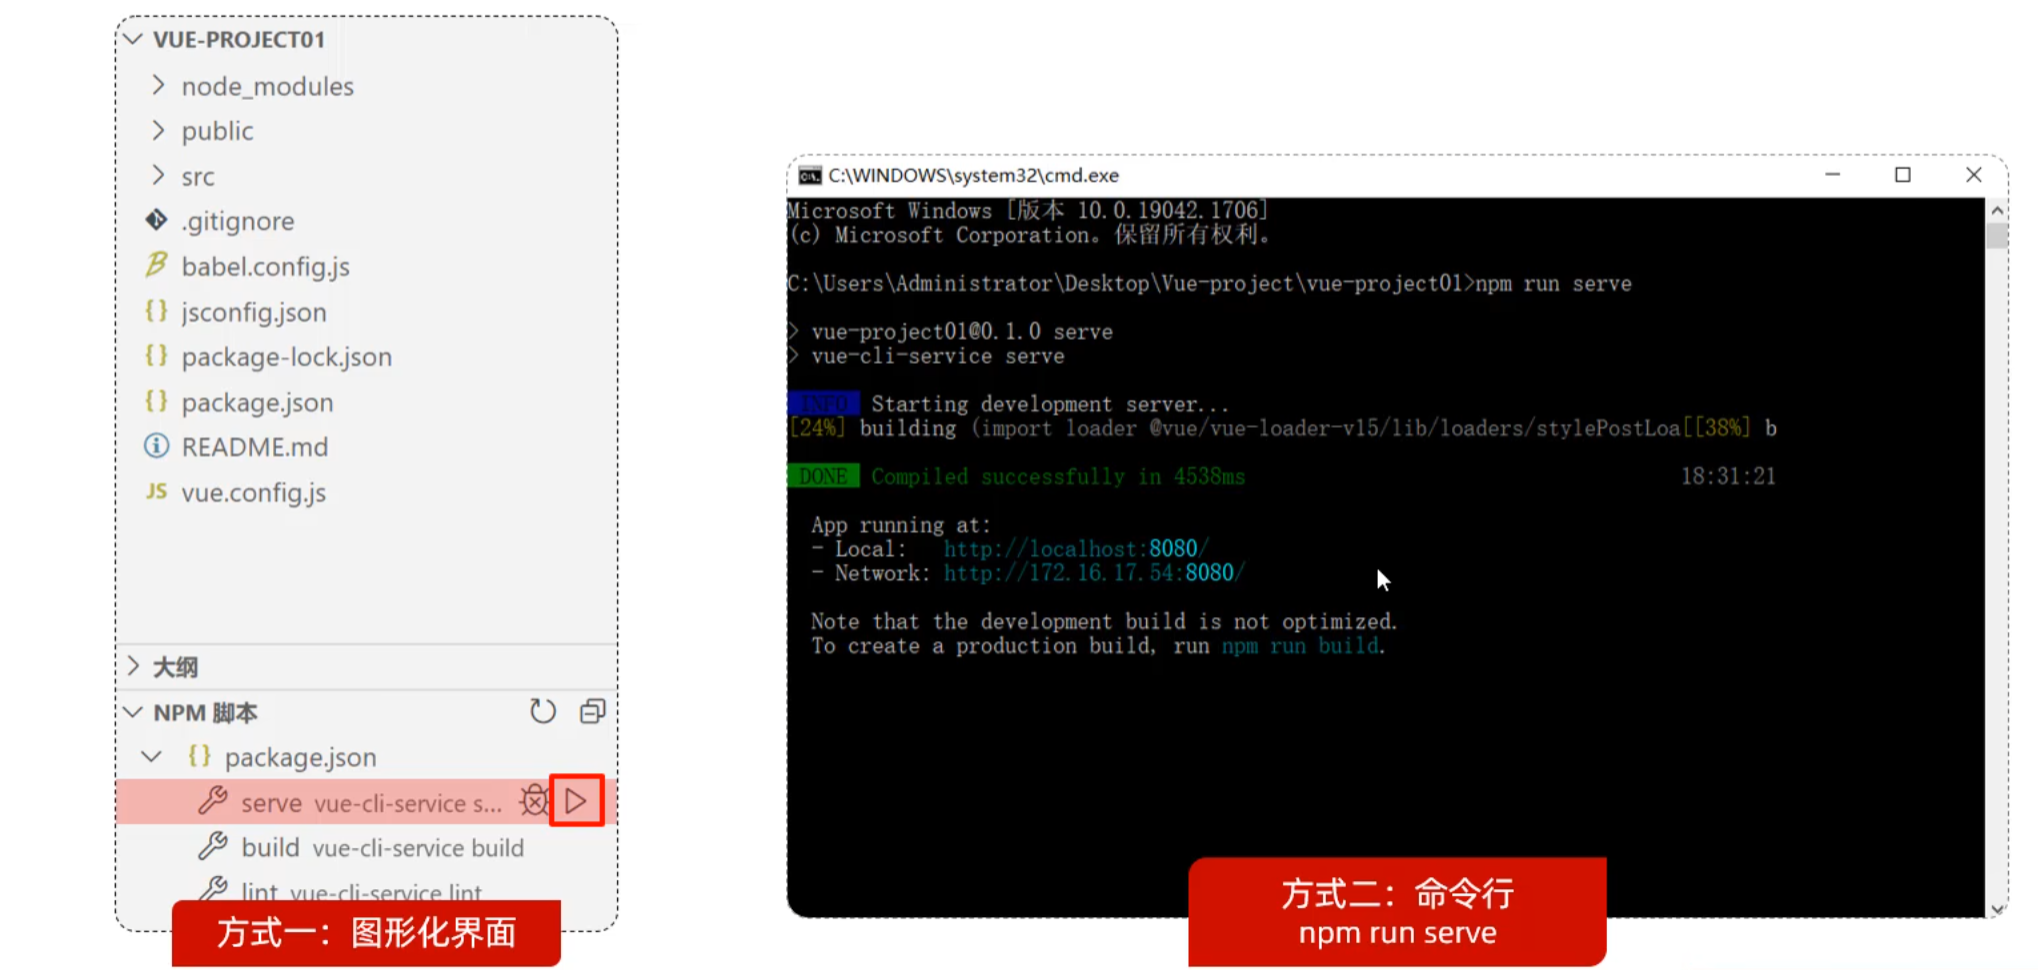 VUE-PROJECT01
node_modules
public
src
.gitignore
babel.config.js
{} jsconfig.json
{} package-lock.json
{} package.json
README.md
JS vue.config.js
大纲
NPM 脚本
{} package.json
serve vue-cli-service s...
build vue-cli-service build
lint vue-cli-service lint
方式一：图形化界面
C:\WINDOWS\system32\cmd.exe
Microsoft Windows [版本 10.0.19042.1706]
(c) Microsoft Corporation。保留所有权利。
C:\Users\Administrator\Desktop\Vue-project\vue-project01>npm run serve
> vue-project01@0.1.0 serve
> vue-cli-service serve
INFO Starting development server...
[24%] building (import loader @vue/vue-loader-v15/lib/loaders/stylePostLoa[[38%] b
DONE Compiled successfully in 4538ms 18:31:21
App running at:
- Local: http://localhost:8080/
- Network: http://172.16.17.54:8080/
Note that the development build is not optimized.
To create a production build, run npm run build.
方式二：命令行
npm run serve